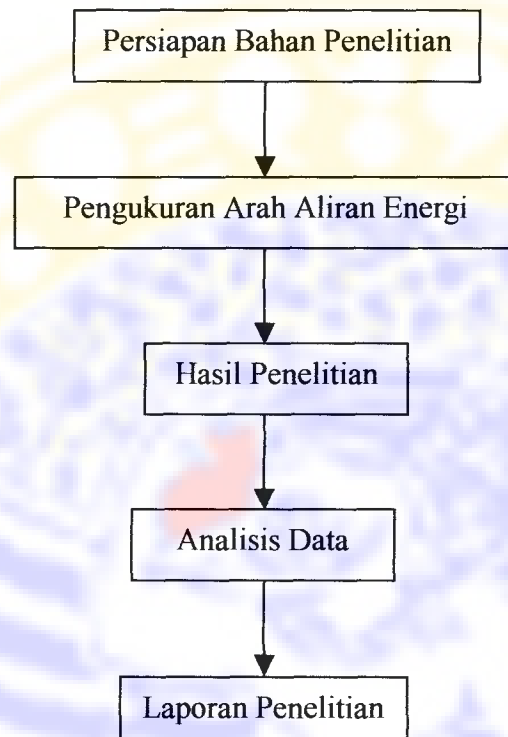 Persiapan Bahan Penelitian
Pengukuran Arah Aliran Energi
Hasil Penelitian
Analisis Data
Laporan Penelitian